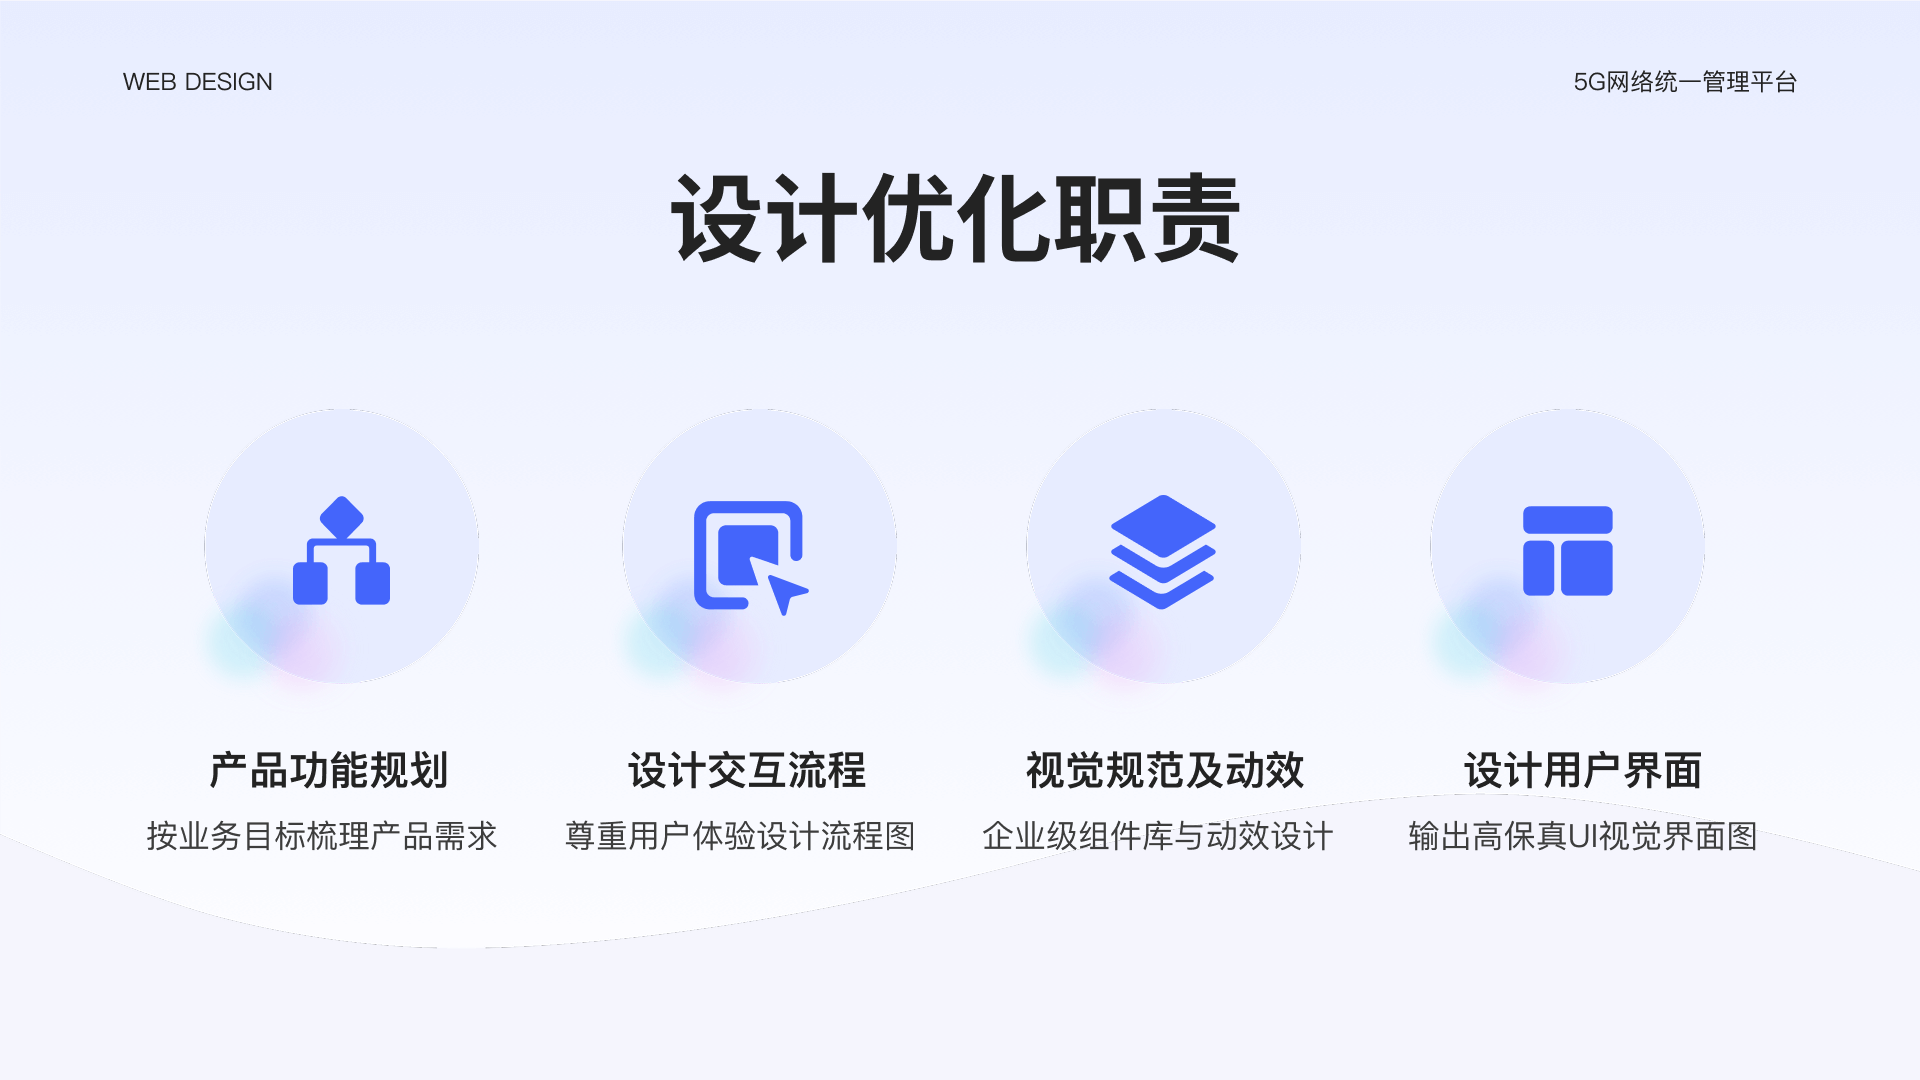 WEB DESIGN
5G网络统一管理平台
设计优化职责
产品功能规划
按业务目标梳理产品需求
设计交互流程
尊重用户体验设计流程图
视觉规范及动效
企业级组件库与动效设计
设计用户界面
输出高保真UI视觉界面图